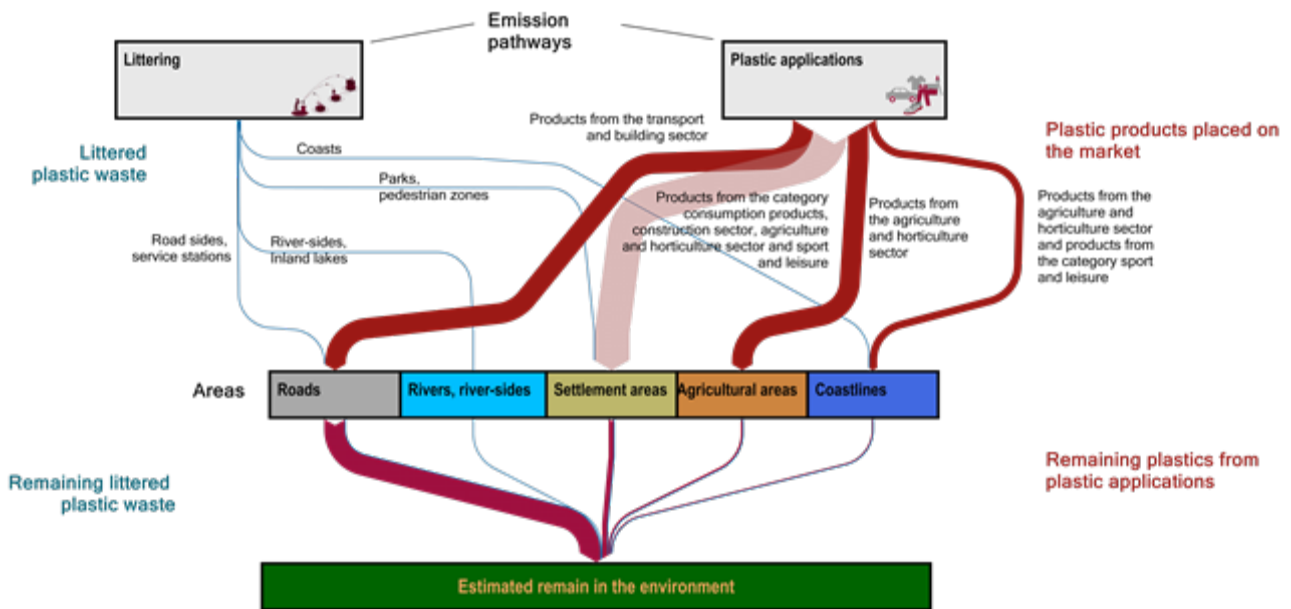 Emission
pathways
Littering
Plastic applications
Products from the transport
and building sector
Plastic products placed on
the market
Littered
plastic waste
Coasts
Parks,
pedestrian zones
Products from the category
consumption products,
construction sector, agriculture
and horticulture sector and sport
and leisure
Products from
the agriculture
and horticulture
sector
Products from the
agriculture and
horticulture sector
and products from
the category sport
and leisure
Road sides,
service stations
River-sides,
Inland lakes
Areas
Roads
Rivers, river-sides
Settlement areas
Agricultural areas
Coastlines
Remaining littered
plastic waste
Remaining plastics from
plastic applications
Estimated remain in the environment